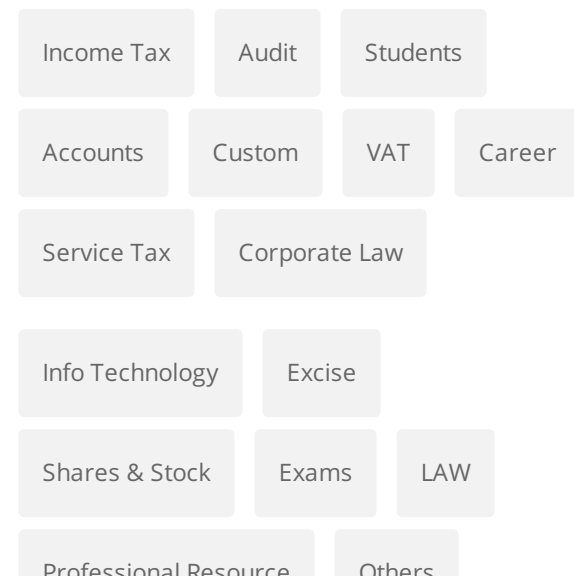 Income Tax Audit Students
Accounts Custom VAT Career
Service Tax Corporate Law
Info Technology Excise
Shares & Stock Exams LAW
Professional Resource Others